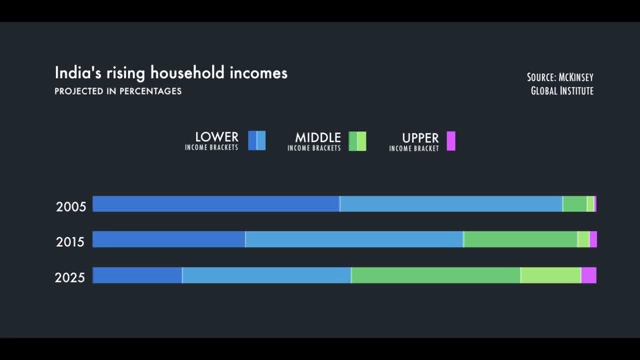 India's rising household incomes
PROJECTED IN PERCENTAGES
SOURCE: MCKINSEY
GLOBAL INSTITUTE
LOWER
INCOME BRACKETS
MIDDLE
INCOME BRACKETS
UPPER
INCOME BRACKET
2005
2015
2025